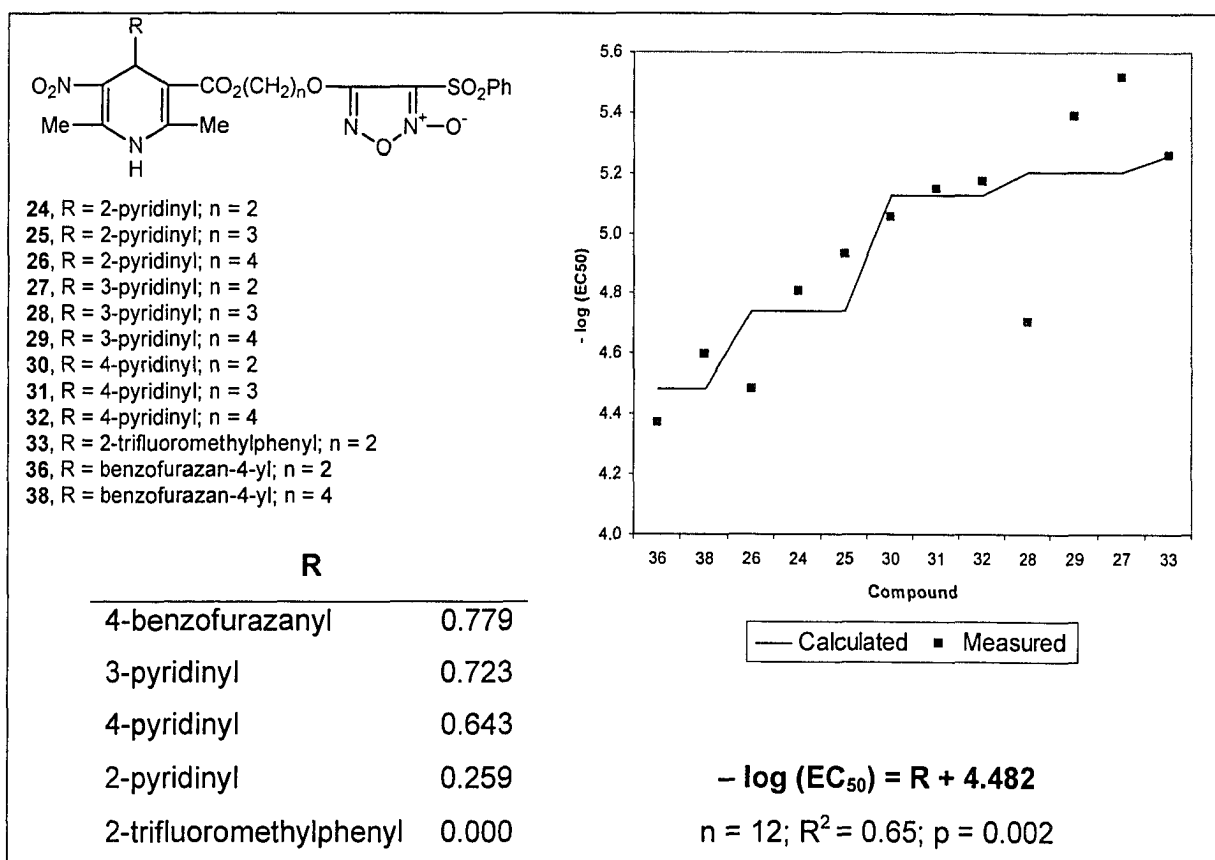 R
O₂N
CO₂(CH₂)ₙO
SO₂Ph
Me
N
H
Me
N
O
N⁺–O⁻
24, R = 2-pyridinyl; n = 2
25, R = 2-pyridinyl; n = 3
26, R = 2-pyridinyl; n = 4
27, R = 3-pyridinyl; n = 2
28, R = 3-pyridinyl; n = 3
29, R = 3-pyridinyl; n = 4
30, R = 4-pyridinyl; n = 2
31, R = 4-pyridinyl; n = 3
32, R = 4-pyridinyl; n = 4
33, R = 2-trifluoromethylphenyl; n = 2
36, R = benzofurazan-4-yl; n = 2
38, R = benzofurazan-4-yl; n = 4
R
4-benzofurazanyl 0.779
3-pyridinyl 0.723
4-pyridinyl 0.643
2-pyridinyl 0.259
2-trifluoromethylphenyl 0.000
- log (EC50)
5.6
5.4
5.2
5.0
4.8
4.6
4.4
4.2
4.0
36 38 26 24 25 30 31 32 28 29 27 33
Compound
Calculated Measured
– log (EC₅₀) = R + 4.482
n = 12; R² = 0.65; p = 0.002